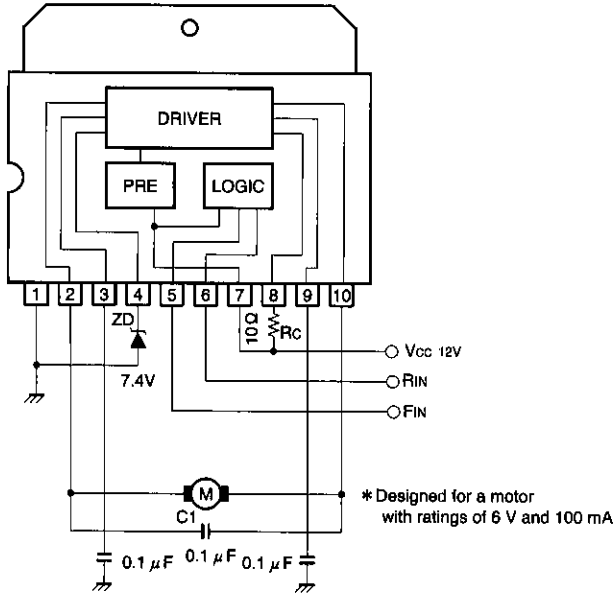 DRIVER
PRE LOGIC
1 2 3 4 5 6 7 8 9 10
ZD
10Ω
Rc
Vcc 12V
7.4V
RIN
FIN
M
C1
* Designed for a motor
with ratings of 6 V and 100 mA
0.1 μF 0.1 μF 0.1 μF